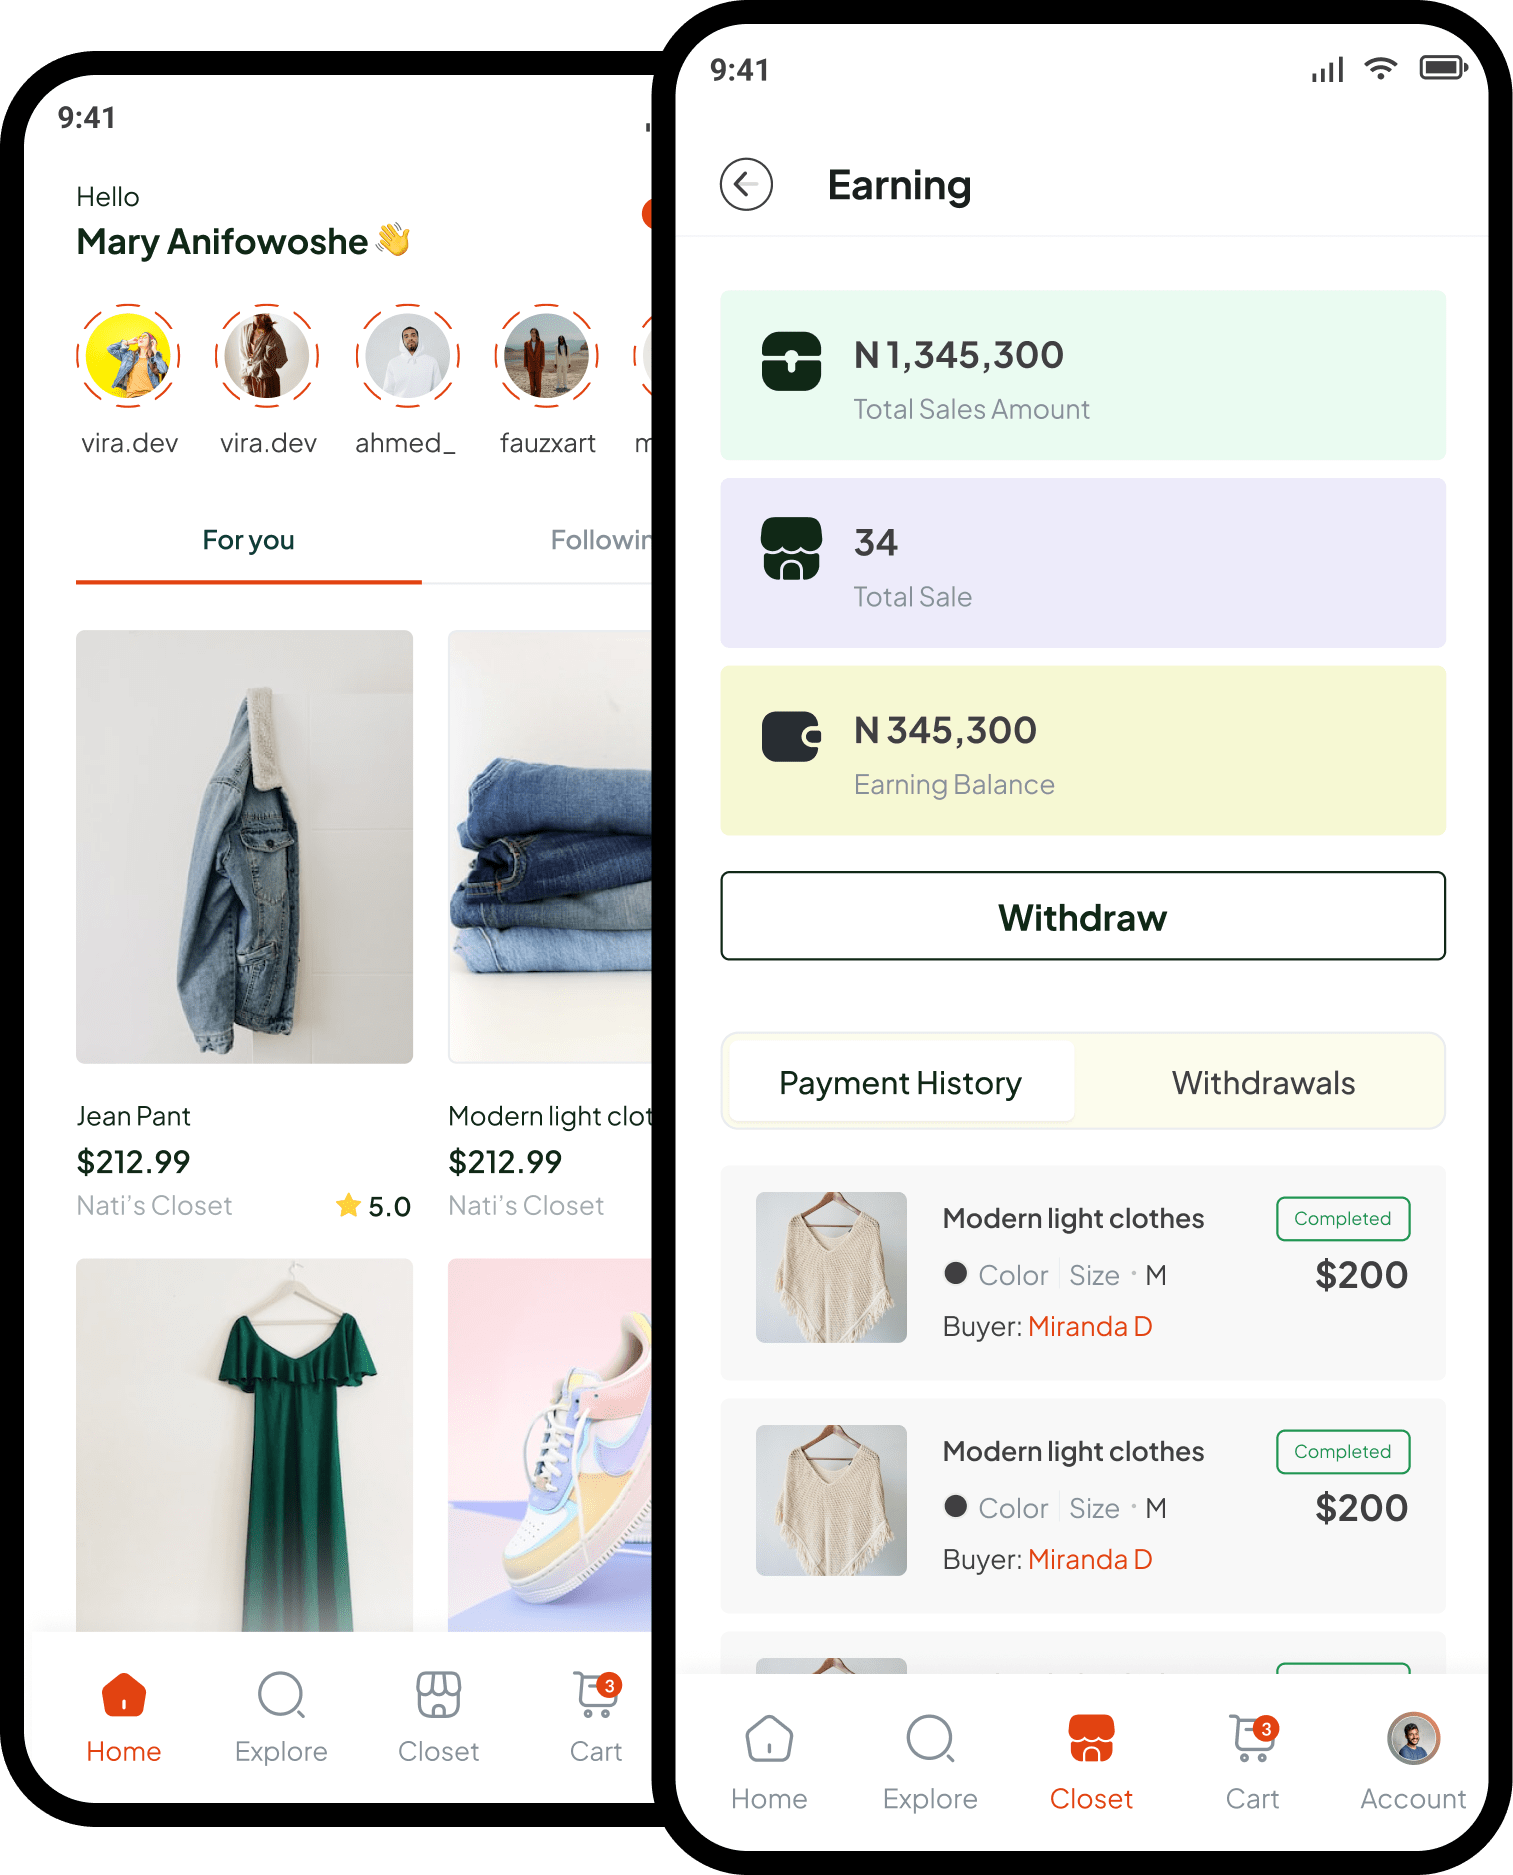 9:41
Hello
Mary Anifowoshe 👋
vira.dev vira.dev ahmed_ fauzxart m
For you Followin
Jean Pant
$212.99
Nati’s Closet ⭐ 5.0
Modern light clot
$212.99
Nati’s Closet
Home Explore Closet Cart
3
9:41
Earning
N 1,345,300
Total Sales Amount
34
Total Sale
N 345,300
Earning Balance
Withdraw
Payment History Withdrawals
Modern light clothes Completed
Color Size • M $200
Buyer: Miranda D
Modern light clothes Completed
Color Size • M $200
Buyer: Miranda D
3
Home Explore Closet Cart Account